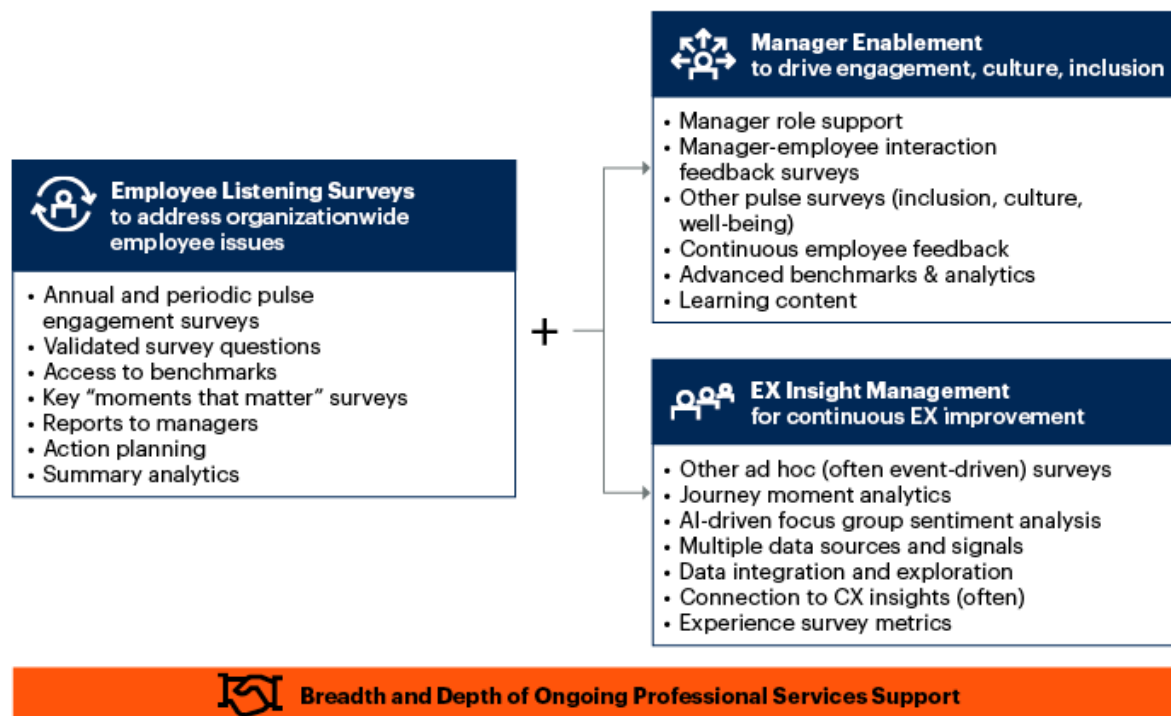 Employee Listening Surveys
to address organizationwide
employee issues
• Annual and periodic pulse
engagement surveys
• Validated survey questions
• Access to benchmarks
• Key “moments that matter” surveys
• Reports to managers
• Action planning
• Summary analytics
+
Manager Enablement
to drive engagement, culture, inclusion
• Manager role support
• Manager-employee interaction
feedback surveys
• Other pulse surveys (inclusion, culture,
well-being)
• Continuous employee feedback
• Advanced benchmarks & analytics
• Learning content
EX Insight Management
for continuous EX improvement
• Other ad hoc (often event-driven) surveys
• Journey moment analytics
• AI-driven focus group sentiment analysis
• Multiple data sources and signals
• Data integration and exploration
• Connection to CX insights (often)
• Experience survey metrics
Breadth and Depth of Ongoing Professional Services Support